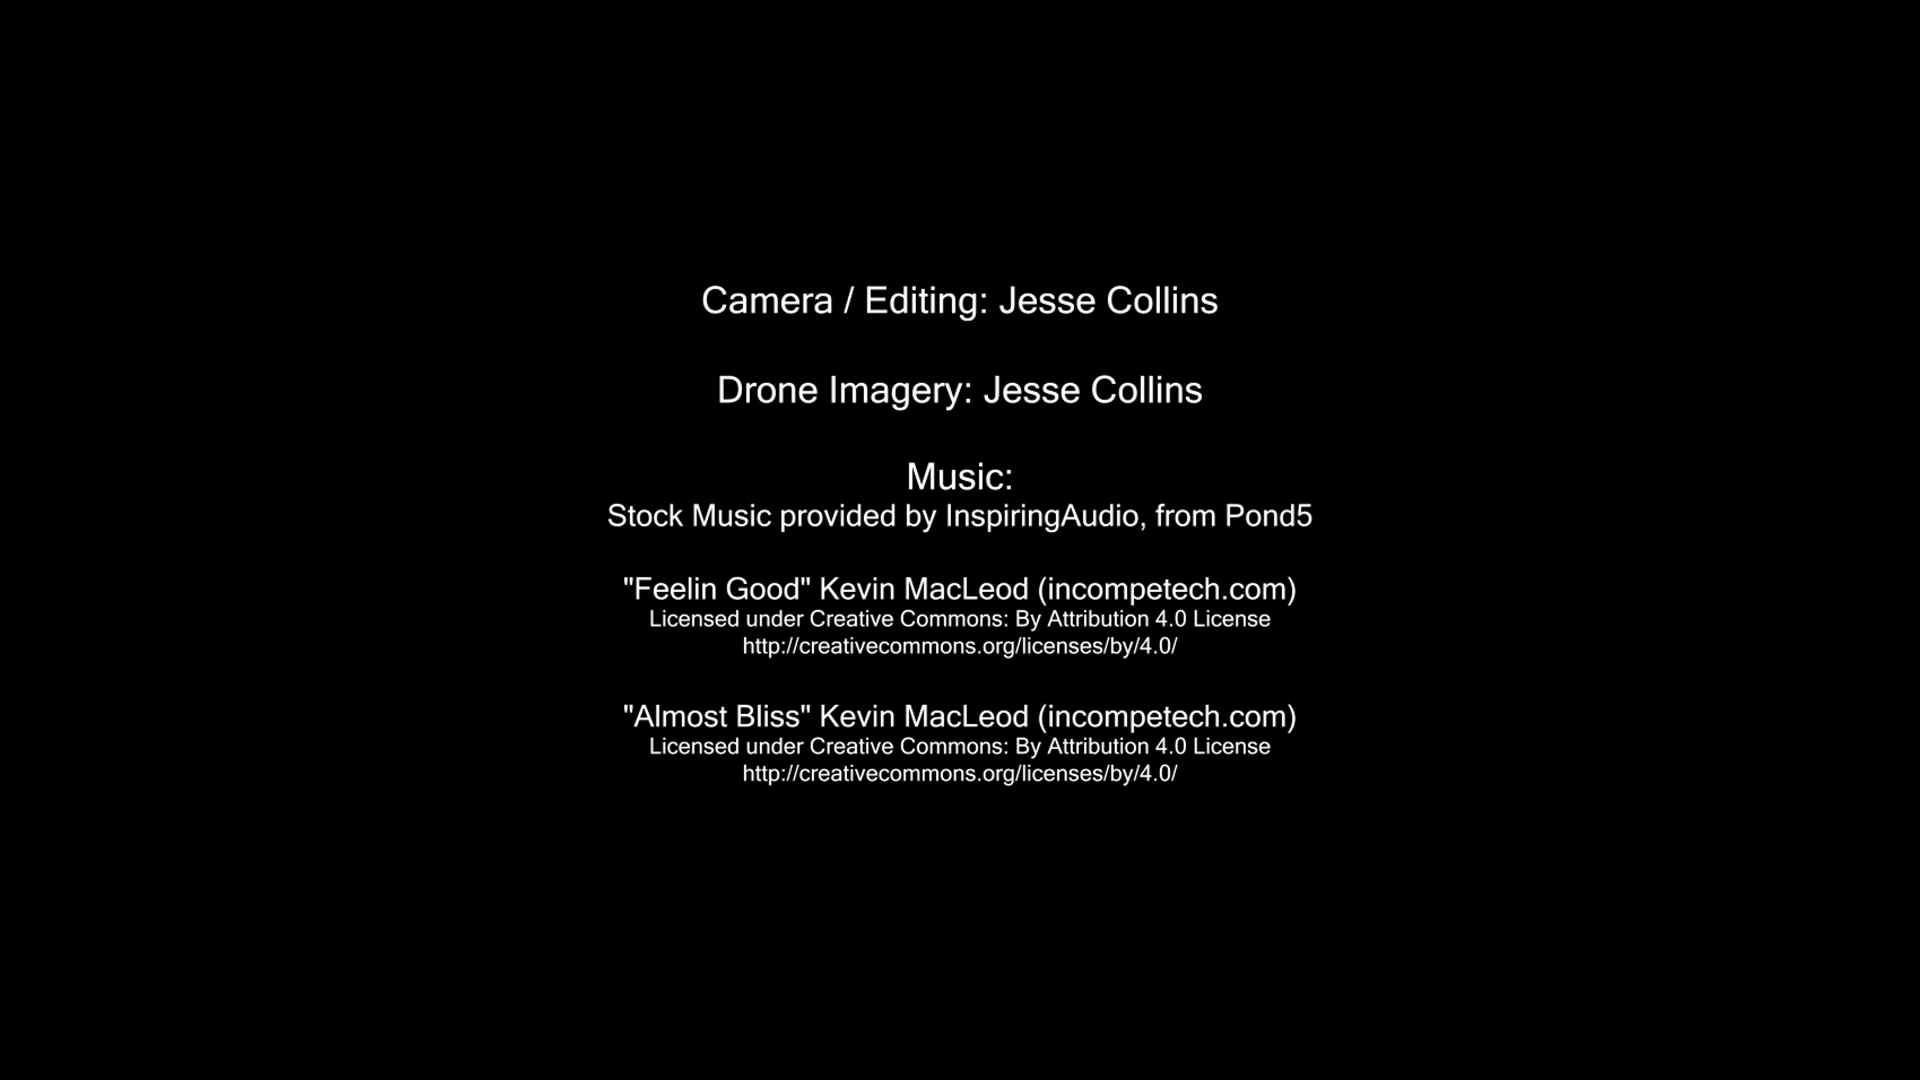 Camera / Editing: Jesse Collins
Drone Imagery: Jesse Collins
Music:
Stock Music provided by InspiringAudio, from Pond5
"Feelin Good" Kevin MacLeod (incompetech.com)
Licensed under Creative Commons: By Attribution 4.0 License
http://creativecommons.org/licenses/by/4.0/
"Almost Bliss" Kevin MacLeod (incompetech.com)
Licensed under Creative Commons: By Attribution 4.0 License
http://creativecommons.org/licenses/by/4.0/